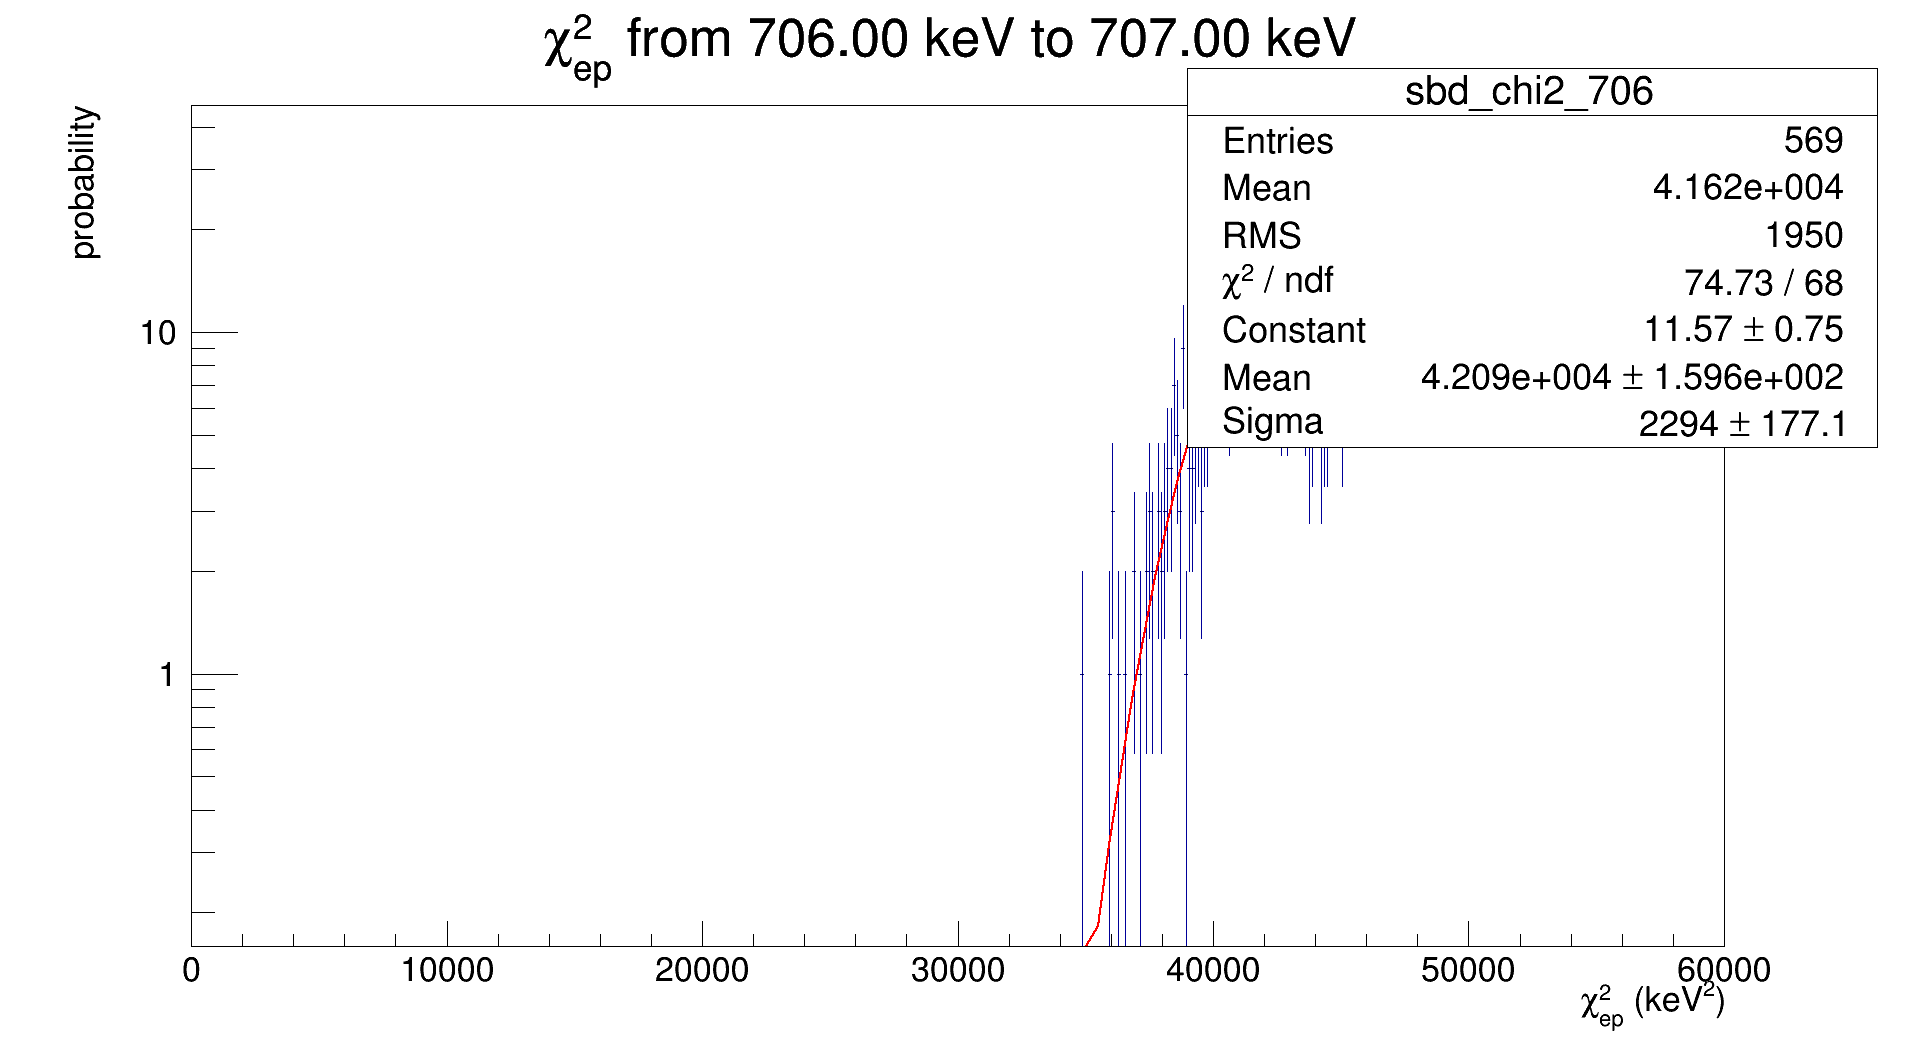 χ²ep from 706.00 keV to 707.00 keV
probability
sbd_chi2_706
Entries 569
Mean 4.162e+004
RMS 1950
χ² / ndf 74.73 / 68
Constant 11.57 ± 0.75
Mean 4.209e+004 ± 1.596e+002
Sigma 2294 ± 177.1
10
1
0 10000 20000 30000 40000 50000 60000
χ²ep (keV²)